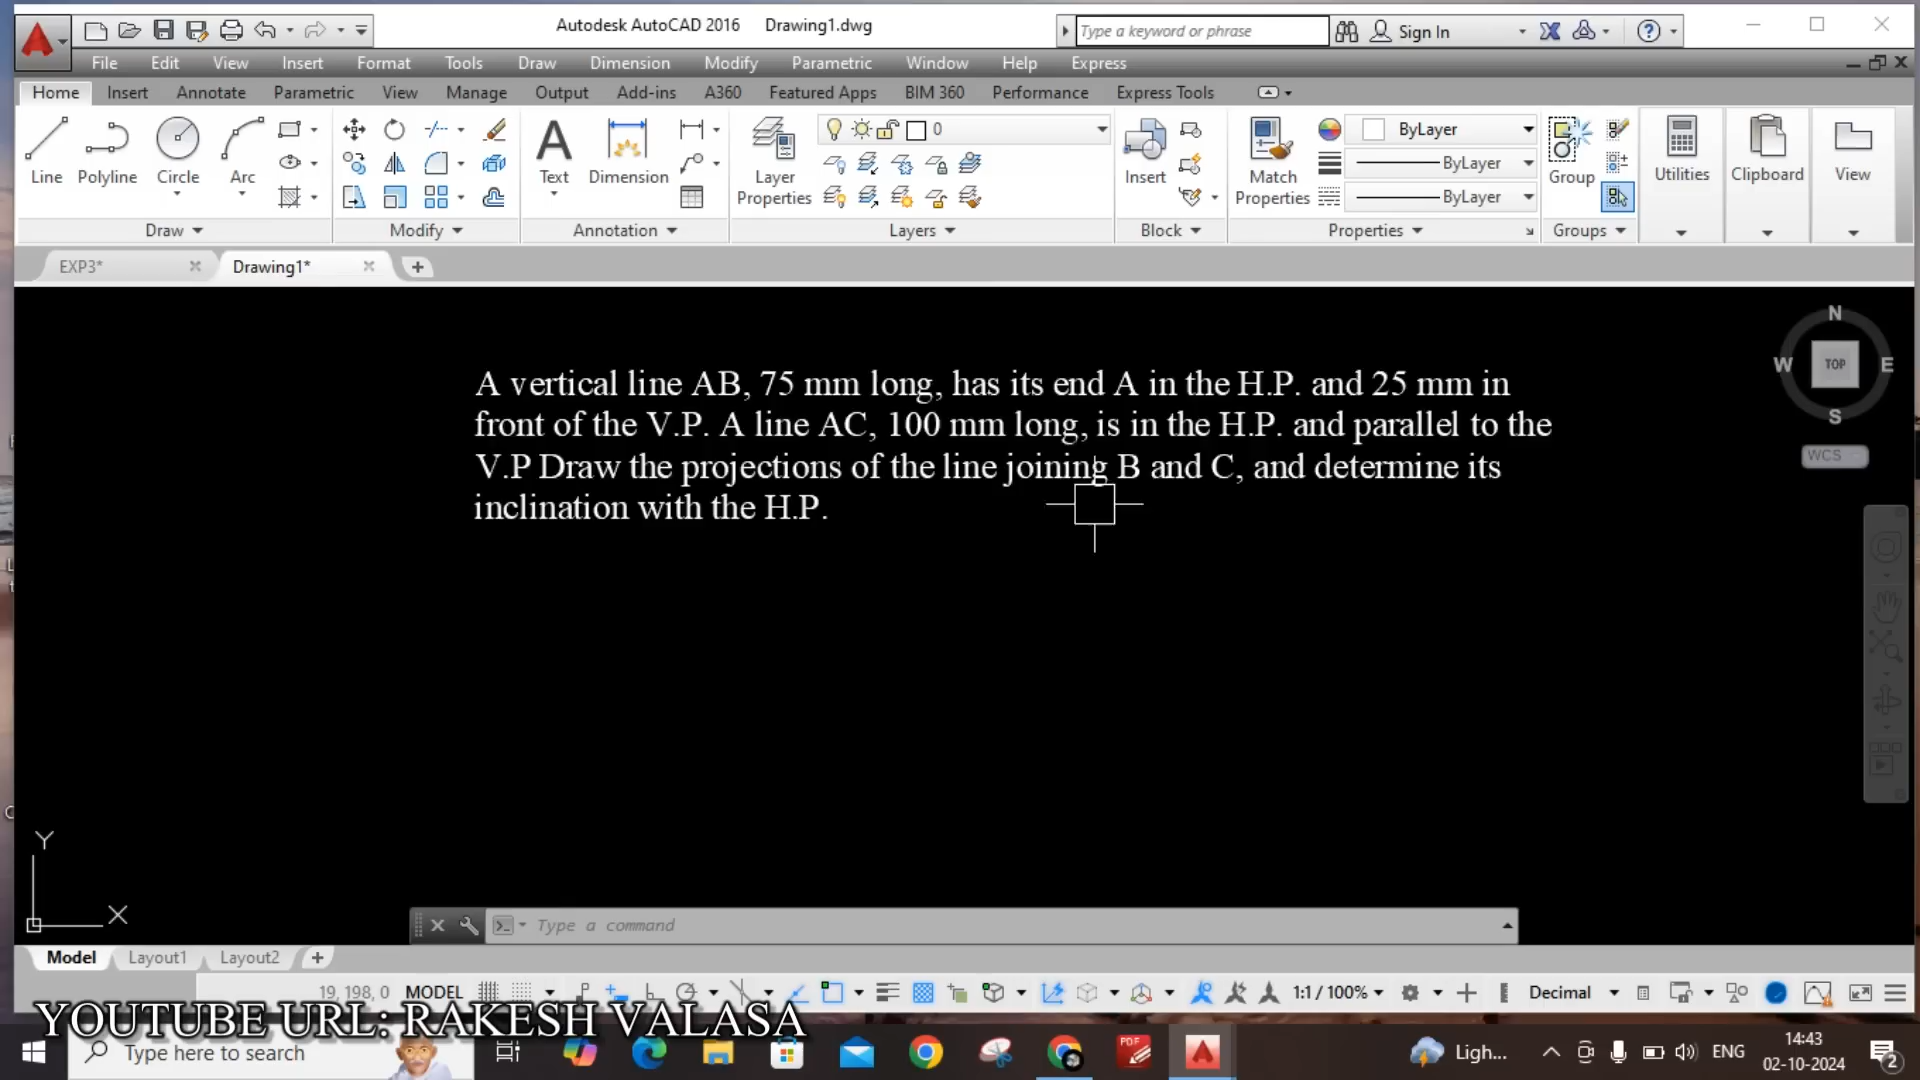 Autodesk AutoCAD 2016 Drawing1.dwg
Type a keyword or phrase
Sign In
File Edit View Insert Format Tools Draw Dimension Modify Parametric Window Help Express
Home Insert Annotate Parametric View Manage Output Add-ins A360 Featured Apps BIM 360 Performance Express Tools
0
ByLayer
Line Polyline Circle Arc
Text Dimension
Layer Properties
Insert
Match Properties
ByLayer
ByLayer
Group
Utilities
Clipboard
View
Draw Modify Annotation Layers Block Properties Groups
EXP3* Drawing1*
N
W TOP E
S
WCS
A vertical line AB, 75 mm long, has its end A in the H.P. and 25 mm in
front of the V.P. A line AC, 100 mm long, is in the H.P. and parallel to the
V.P Draw the projections of the line joining B and C, and determine its
inclination with the H.P.
Y
X
Type a command
Model Layout1 Layout2
19, 198, 0 MODEL 1:1 / 100% Decimal
YOUTUBE URL: RAKESH VALASA
Type here to search
PDF
Ligh...
ENG
14:43
02-10-2024
2